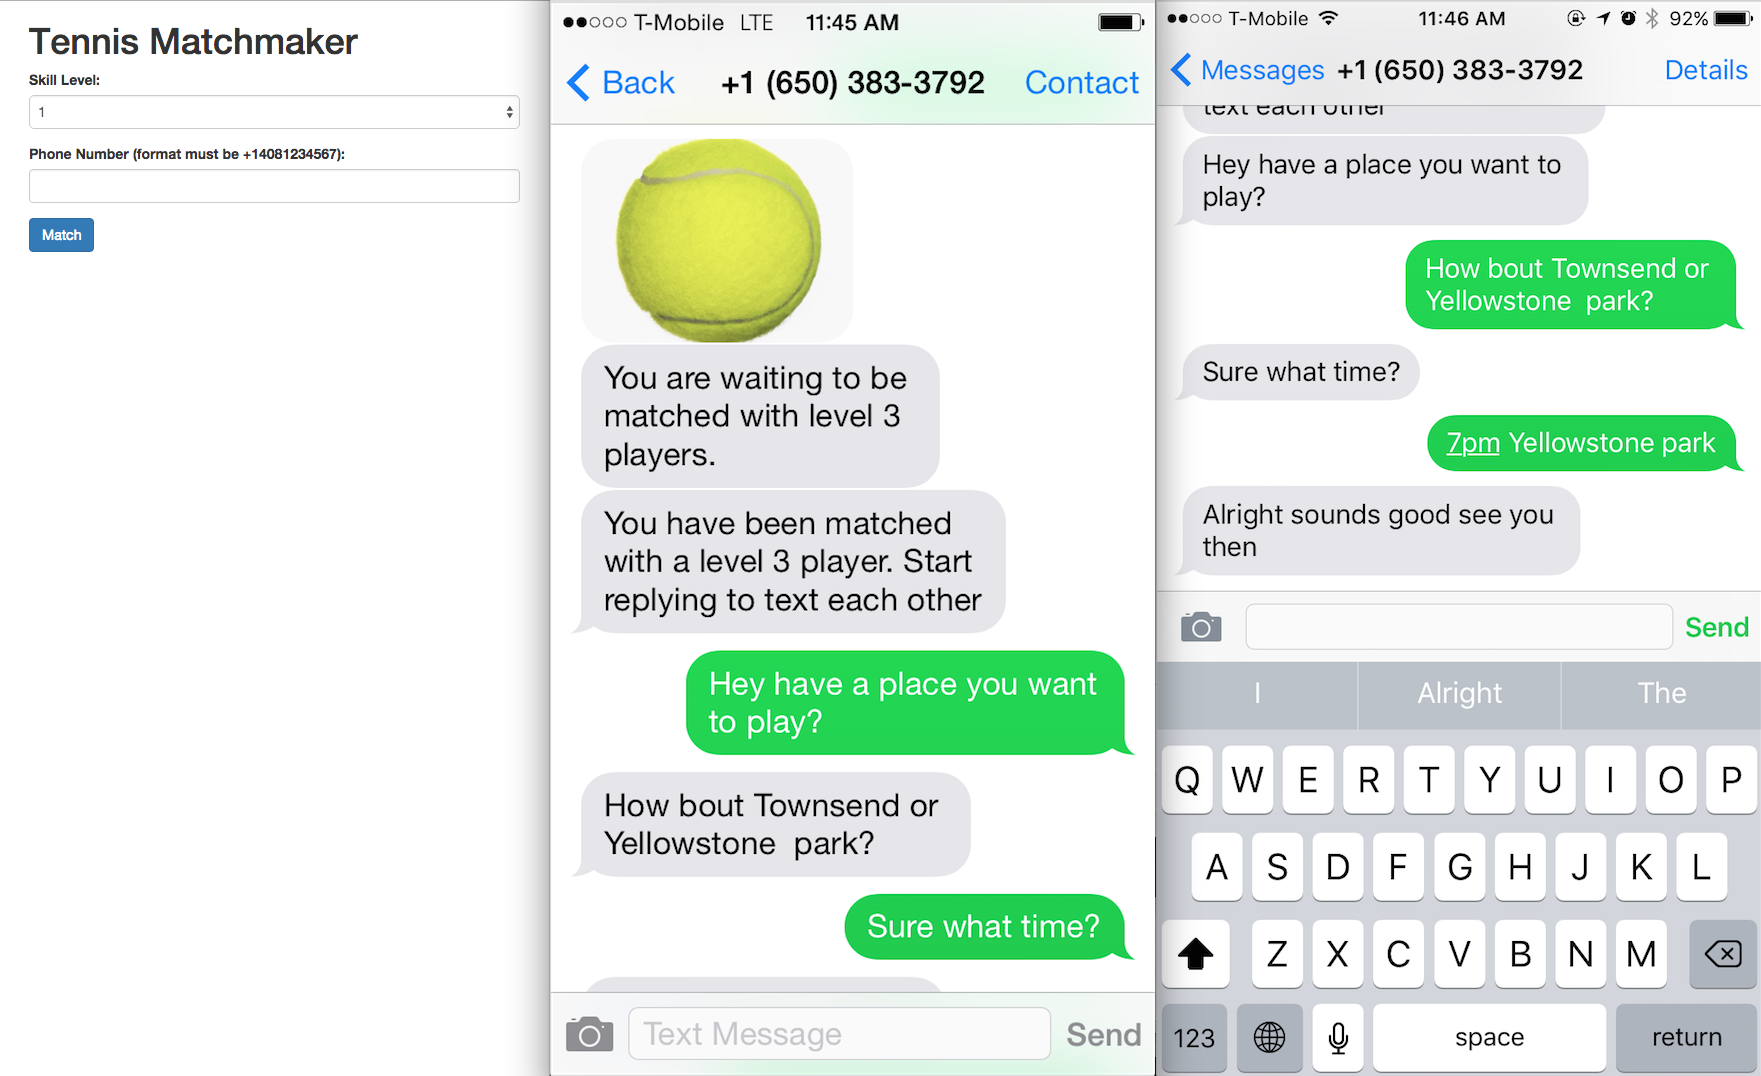 Tennis Matchmaker
Skill Level:
1
Phone Number (format must be +14081234567):
Match
T-Mobile LTE 11:45 AM
Back +1 (650) 383-3792 Contact
You are waiting to be
matched with level 3
players.
You have been matched
with a level 3 player. Start
replying to text each other
Hey have a place you want
to play?
How bout Townsend or
Yellowstone  park?
Sure what time?
Text Message Send
T-Mobile 11:46 AM 92%
Messages +1 (650) 383-3792 Details
text each other
Hey have a place you want to
play?
How bout Townsend or
Yellowstone  park?
Sure what time?
7pm Yellowstone park
Alright sounds good see you
then
Send
I Alright The
Q W E R T Y U I O P
A S D F G H J K L
Z X C V B N M
123 space return